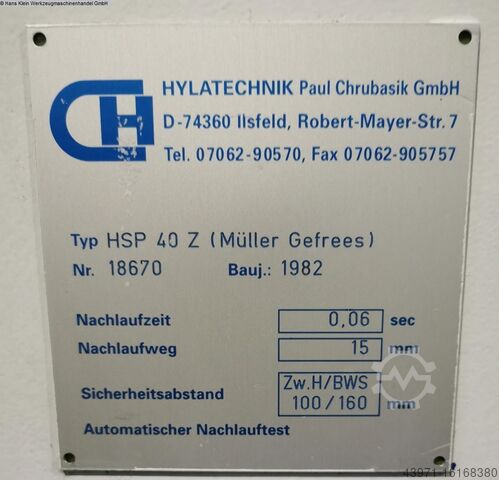 © Hans Klein Werkzeugmaschinenhandel GmbH
CH
HYLATECHNIK Paul Chrubasik GmbH
D-74360 Ilsfeld, Robert-Mayer-Str. 7
Tel. 07062-90570, Fax 07062-905757
Typ HSP 40 Z (Müller Gefrees)
Nr. 18670 Bauj.: 1982
Nachlaufzeit 0,06 sec
Nachlaufweg 15 mm
Sicherheitsabstand Zw.H/BWS
100/160 mm
Automatischer Nachlauftest
43971-16168380